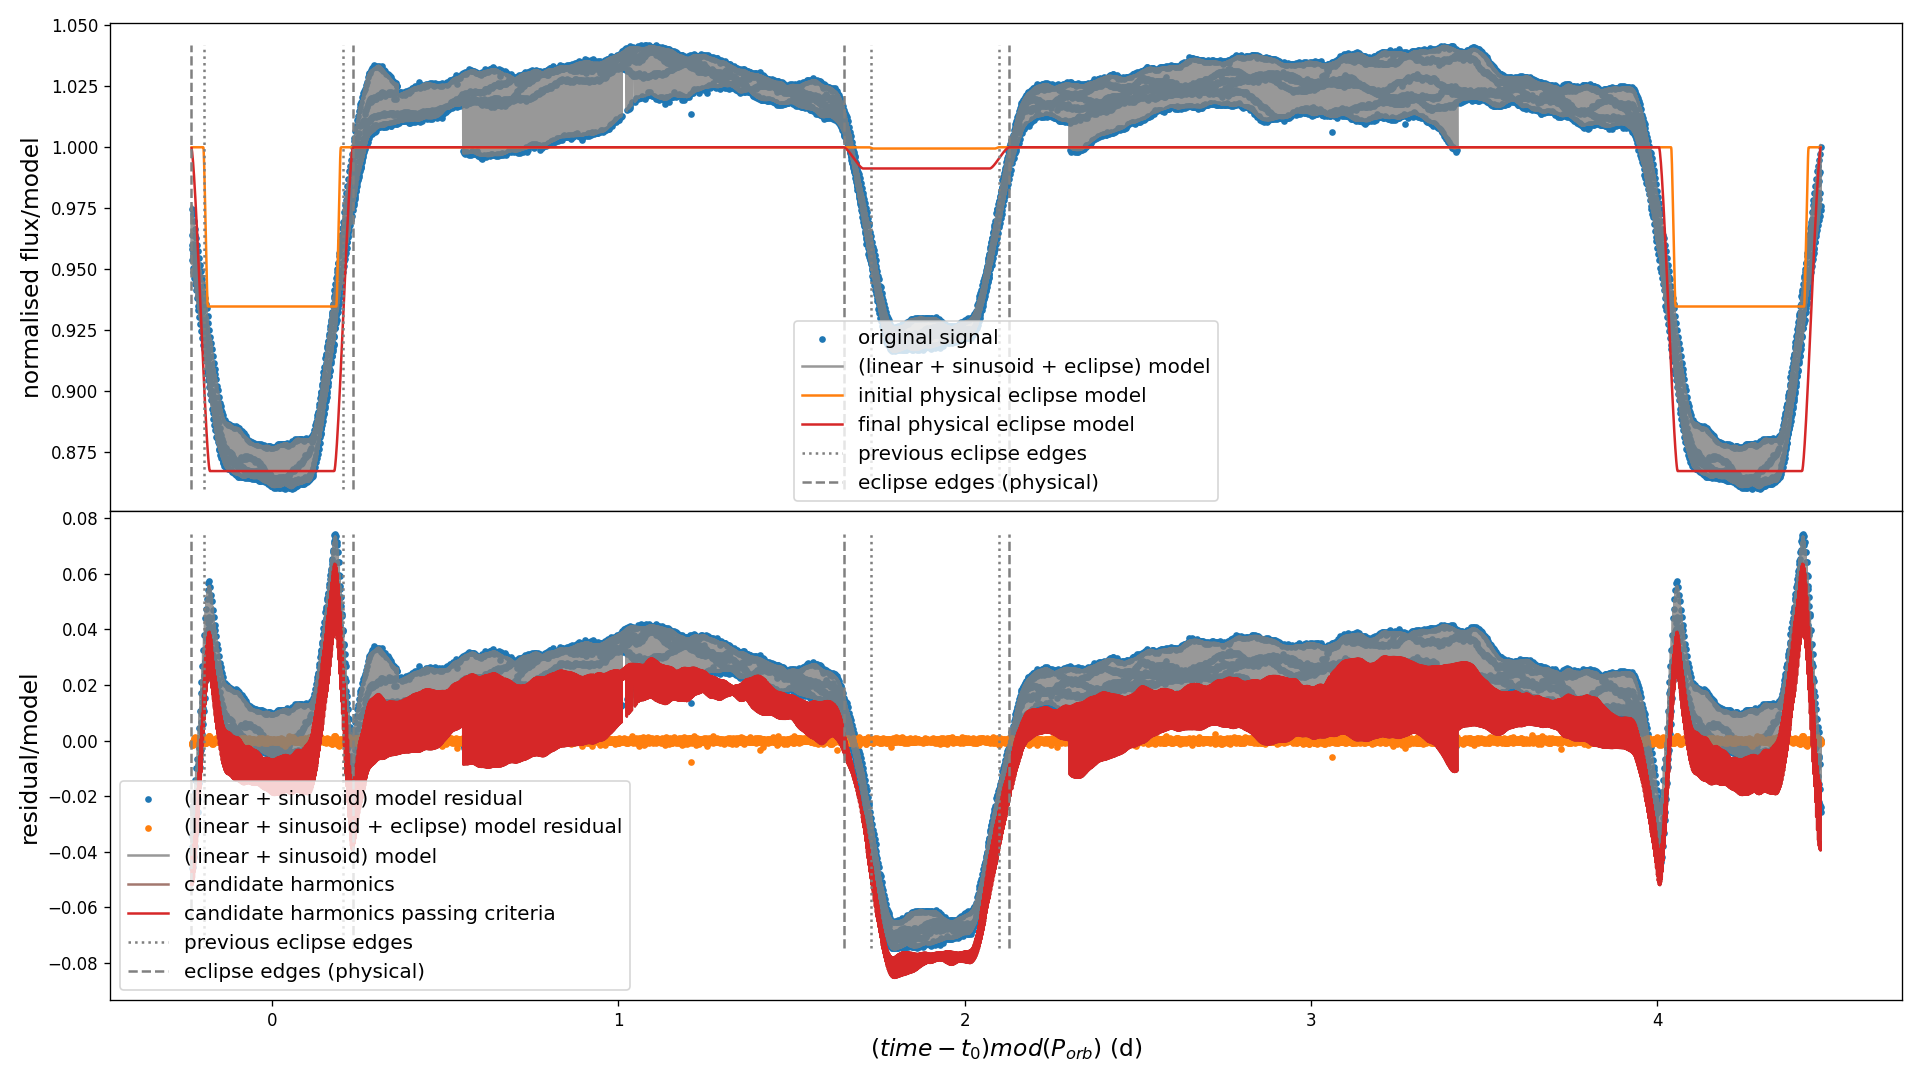 1.050
1.025
1.000
0.975
0.950
0.925
0.900
0.875
normalised flux/model
original signal
(linear + sinusoid + eclipse) model
initial physical eclipse model
final physical eclipse model
previous eclipse edges
eclipse edges (physical)
0.08
0.06
0.04
0.02
0.00
−0.02
−0.04
−0.06
−0.08
residual/model
(linear + sinusoid) model residual
(linear + sinusoid + eclipse) model residual
(linear + sinusoid) model
candidate harmonics
candidate harmonics passing criteria
previous eclipse edges
eclipse edges (physical)
0 1 2 3 4
(time − t₀)mod(P_orb) (d)